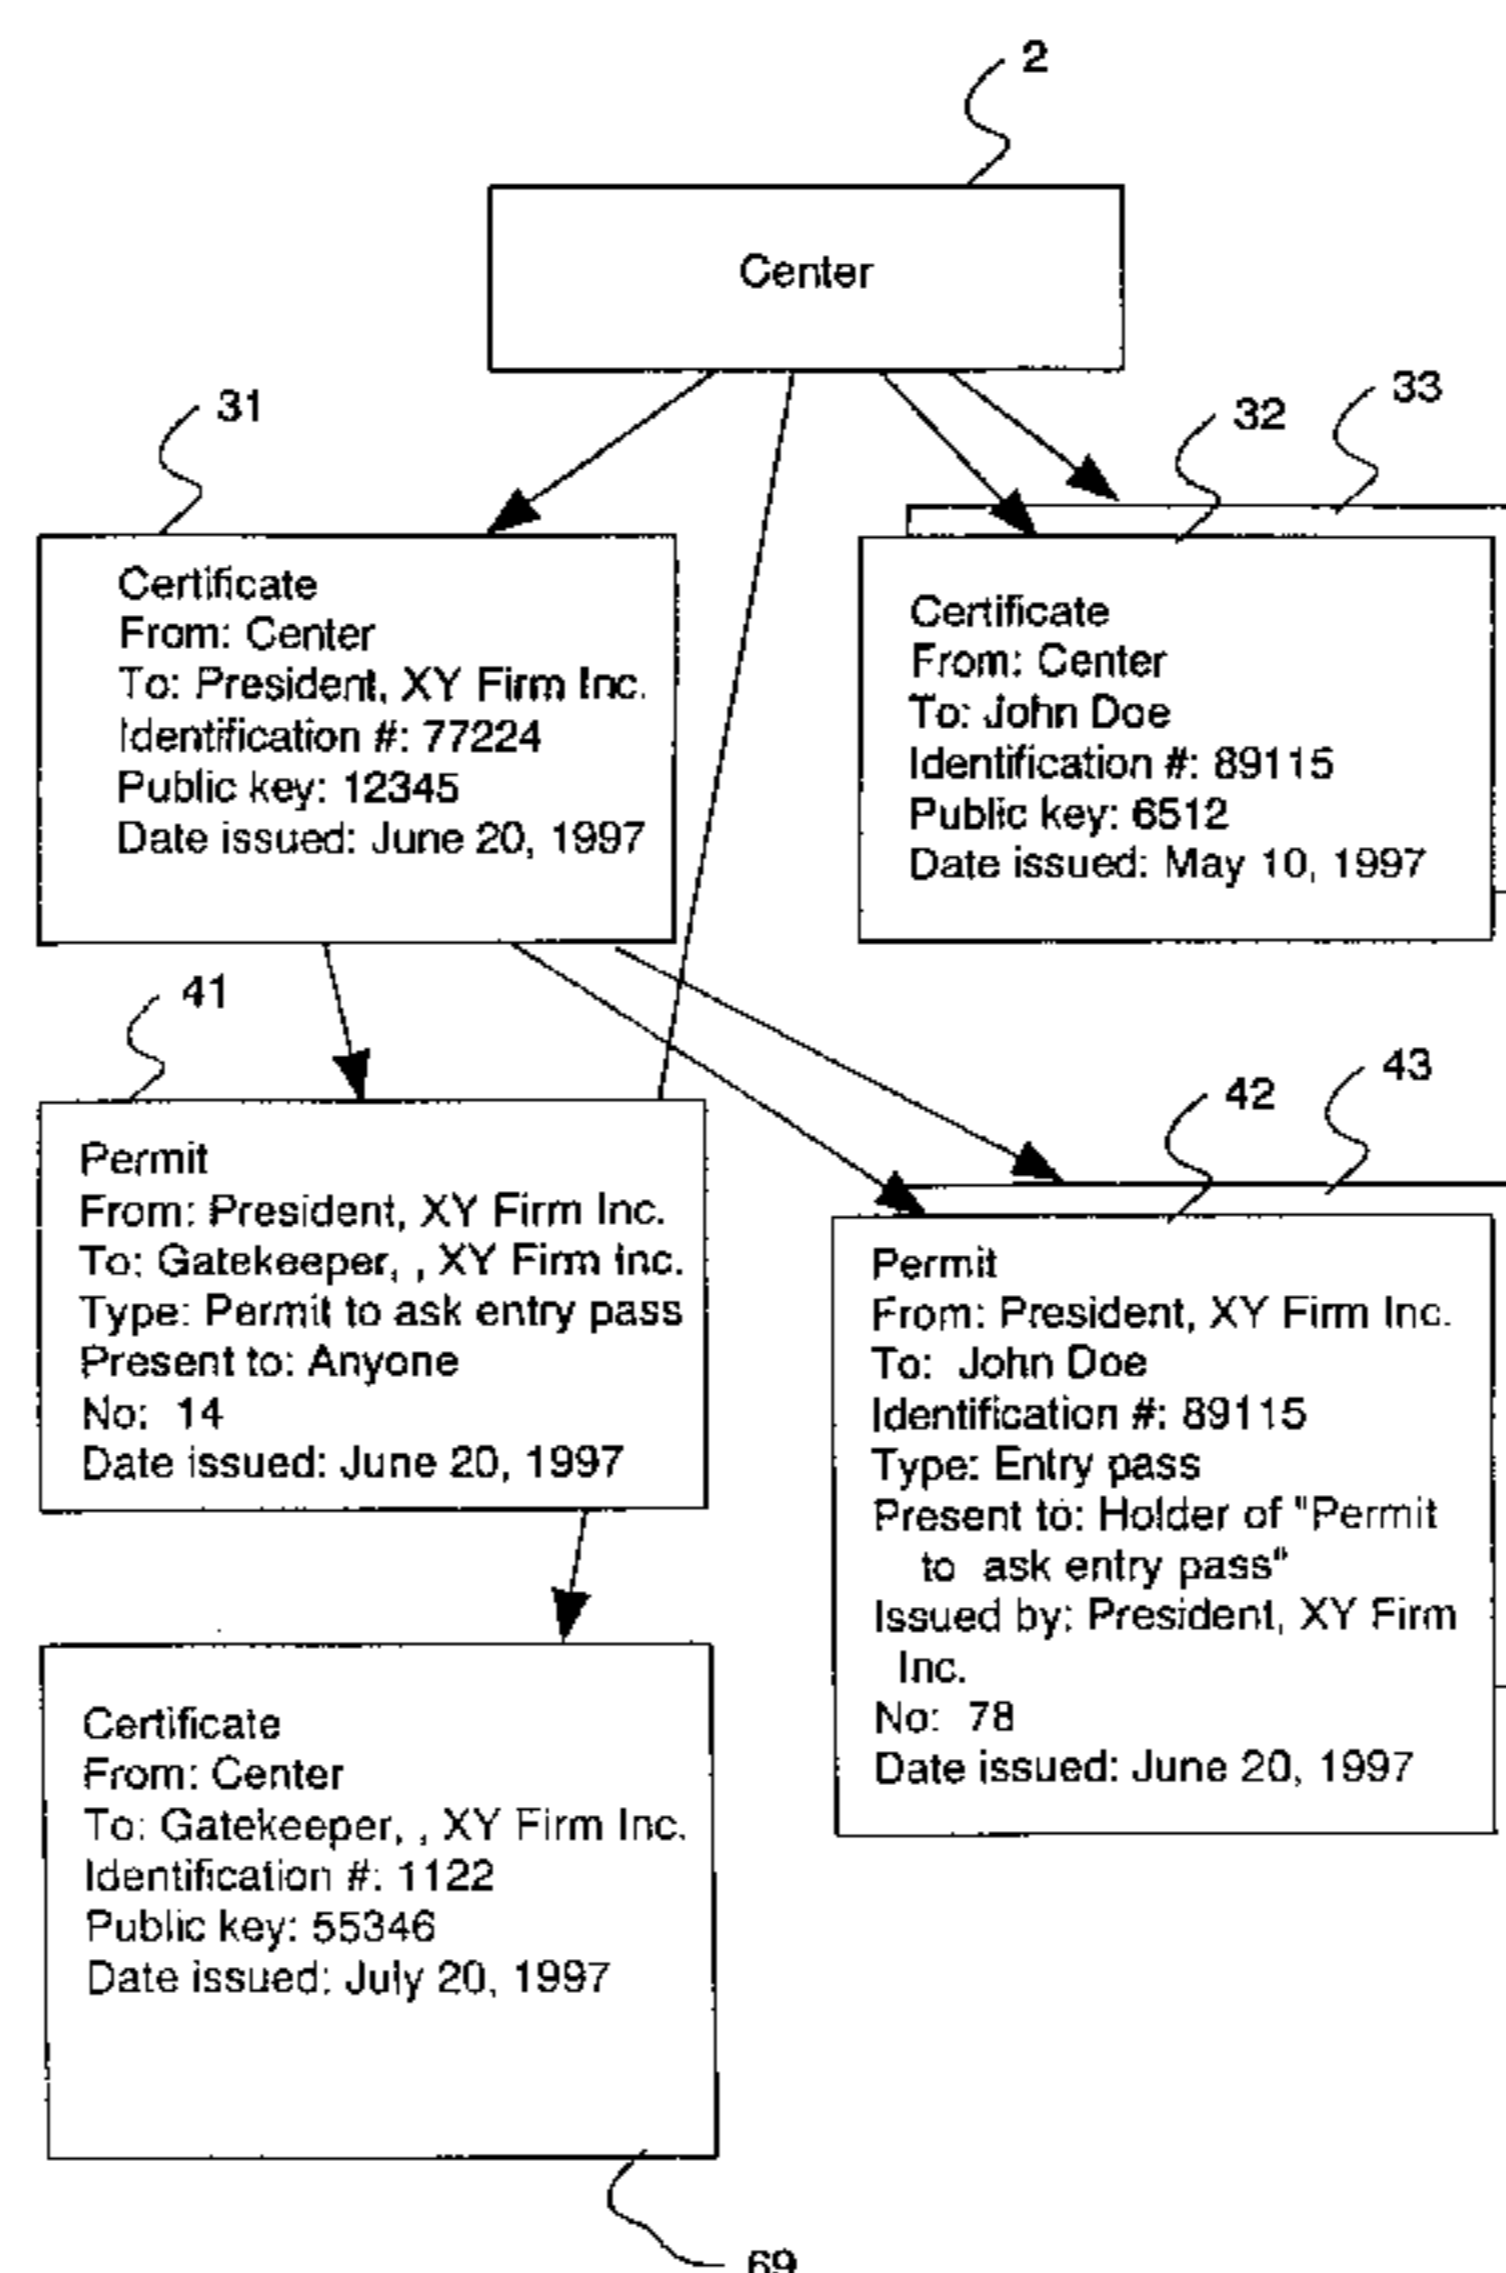 2
Center
31
32
33
Certificate
From: Center
To: President, XY Firm Inc.
Identification #: 77224
Public key: 12345
Date issued: June 20, 1997
Certificate
From: Center
To: John Doe
Identification #: 89115
Public key: 6512
Date issued: May 10, 1997
41
42
43
Permit
From: President, XY Firm Inc.
To: Gatekeeper, , XY Firm Inc.
Type: Permit to ask entry pass
Present to: Anyone
No: 14
Date issued: June 20, 1997
Permit
From: President, XY Firm Inc.
To: John Doe
Identification #: 89115
Type: Entry pass
Present to: Holder of "Permit
to ask entry pass"
Issued by: President, XY Firm
Inc.
No: 78
Date issued: June 20, 1997
Certificate
From: Center
To: Gatekeeper, , XY Firm Inc.
Identification #: 1122
Public key: 55346
Date issued: July 20, 1997
69